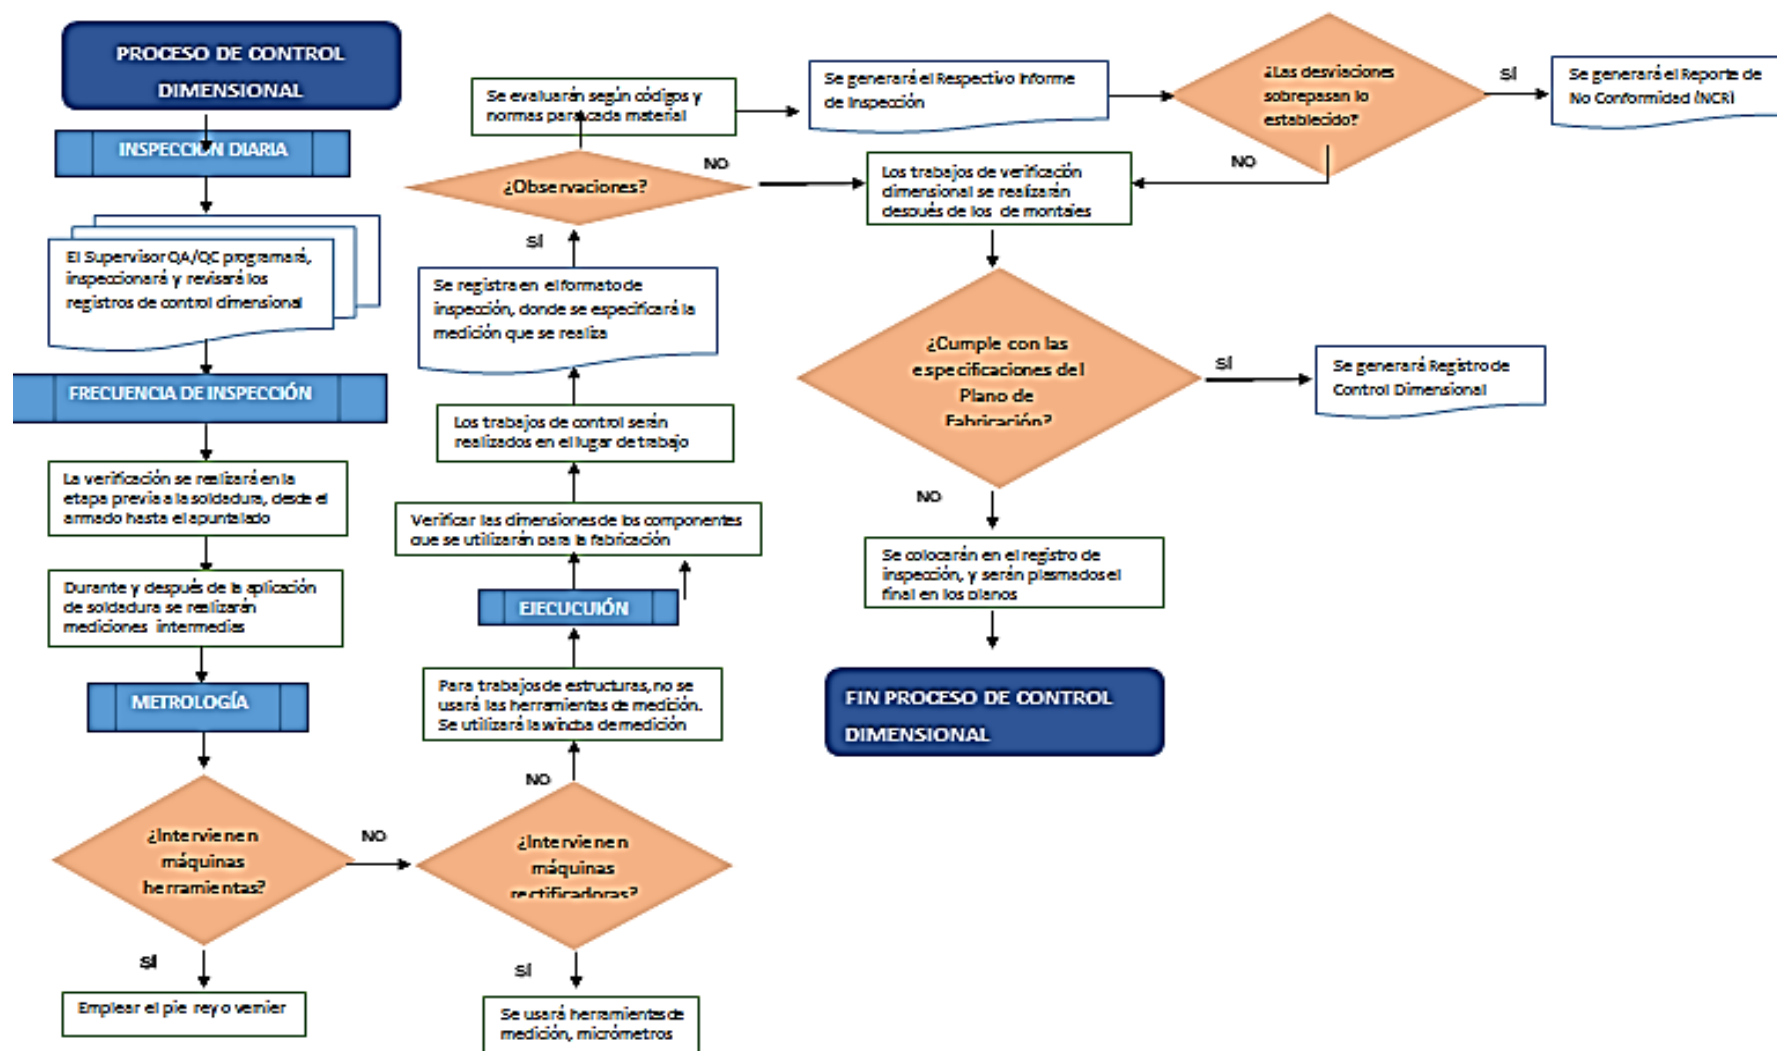 PROCESO DE CONTROL
DIMENSIONAL
INSPECCIÓN DIARIA
El Supervisor QA/QC programará,
inspeccionará y revisará los
registros de control dimensional
FRECUENCIA DE INSPECCIÓN
La verificación se realizará en la
etapa previa a la soldadura, desde el
armado hasta el apuntalado
Durante y después de la aplicación
de soldadura se realizarán
mediciones intermedias
METROLOGÍA
¿Intervienen
máquinas
herramientas?
NO
SÍ
Emplear el pie rey o vernier
¿Intervienen
máquinas
rectificadoras?
SÍ
Se usará herramientas de
medición, micrómetros
NO
Para trabajos de estructuras, no se
usará las herramientas de medición.
Se utilizará la wincha de medición
EJECUCUIÓN
Verificar las dimensiones de los componentes
que se utilizarán para la fabricación
Los trabajos de control serán
realizados en el lugar de trabajo
Se registra en el formato de
inspección, donde se especificará la
medición que se realiza
SÍ
¿Observaciones?
NO
Se evaluarán según códigos y
normas para cada material
Se generará el Respectivo Informe
de Inspección
¿Las desviaciones
sobrepasan lo
establecido?
SÍ
Se generará el Reporte de
No Conformidad (NCR)
NO
Los trabajos de verificación
dimensional se realizarán
después de los de montajes
¿Cumple con las
especificaciones del
Plano de
Fabricación?
SÍ
Se generará Registro de
Control Dimensional
NO
Se colocarán en el registro de
inspección, y serán plasmados el
final en los planos
FIN PROCESO DE CONTROL
DIMENSIONAL